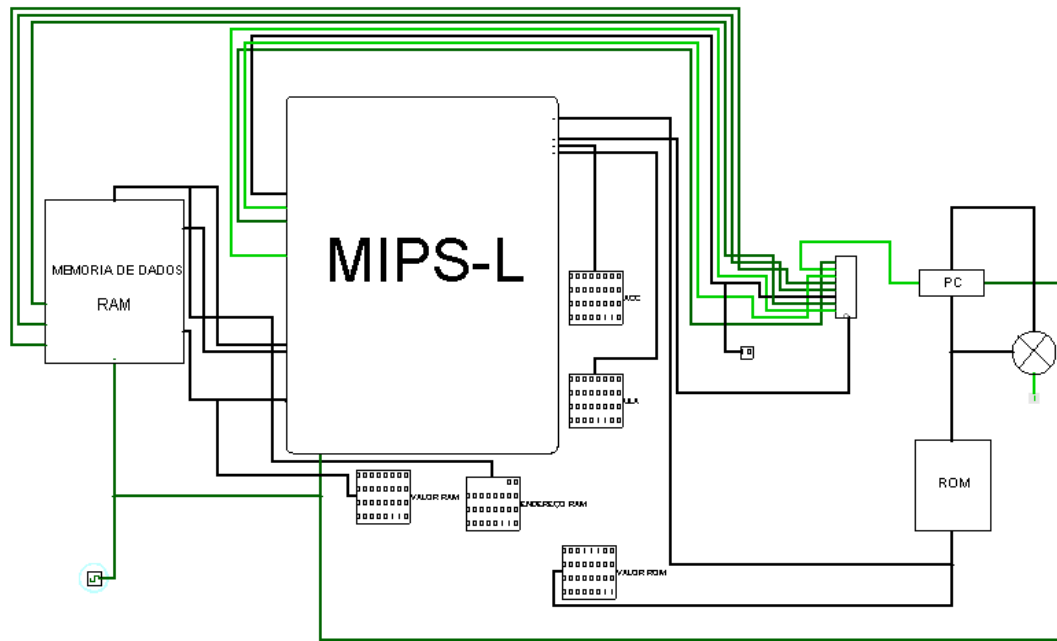 MIPS-L
MEMORIA DE DADOS
RAM
PC
ACC
ULA
ROM
VALOR RAM
ENDEREÇO RAM
VALOR ROM